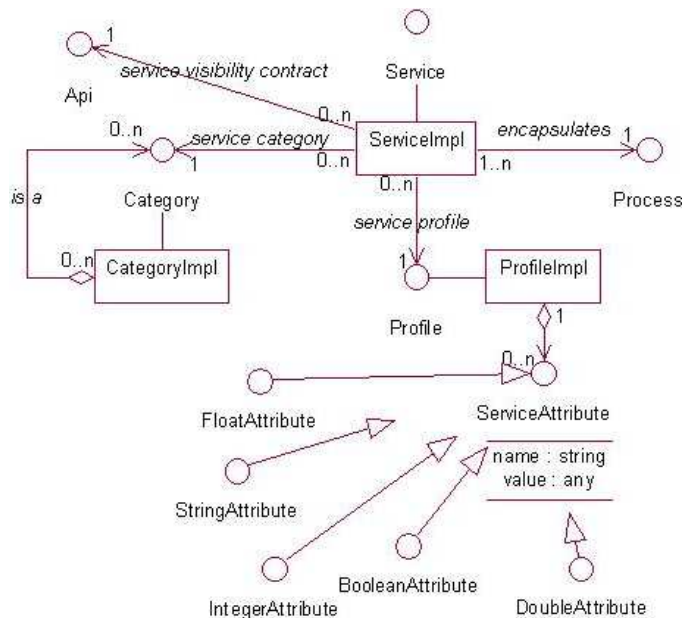 1
service visibility contract
Service
Api
0..n
0..n
service category
ServiceImpl
encapsulates
1
1
0..n
1..n
0..n
is a
Category
service profile
Process
0..n
CategoryImpl
1
ProfileImpl
Profile
1
0..n
FloatAttribute
ServiceAttribute
name : string
value : any
StringAttribute
BooleanAttribute
IntegerAttribute
DoubleAttribute